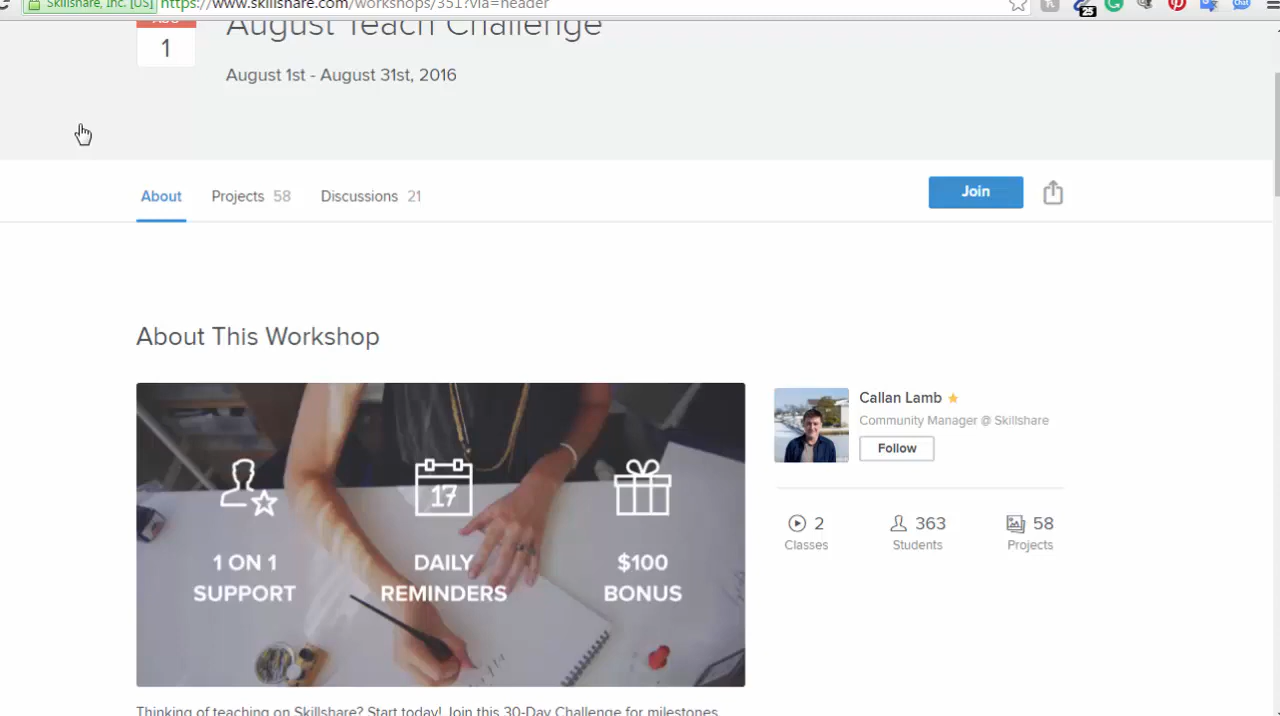 Skillshare, Inc. [US] https://www.skillshare.com/workshops/351?via=header
25
August Teach Challenge
AUG
1
August 1st - August 31st, 2016
About Projects 58 Discussions 21
Join
About This Workshop
Callan Lamb
Community Manager @ Skillshare
Follow
17
2 363 58
Classes Students Projects
1 ON 1 SUPPORT
DAILY REMINDERS
$100 BONUS
Thinking of teaching on Skillshare? Start today! Join this 30-Day Challenge for milestones,